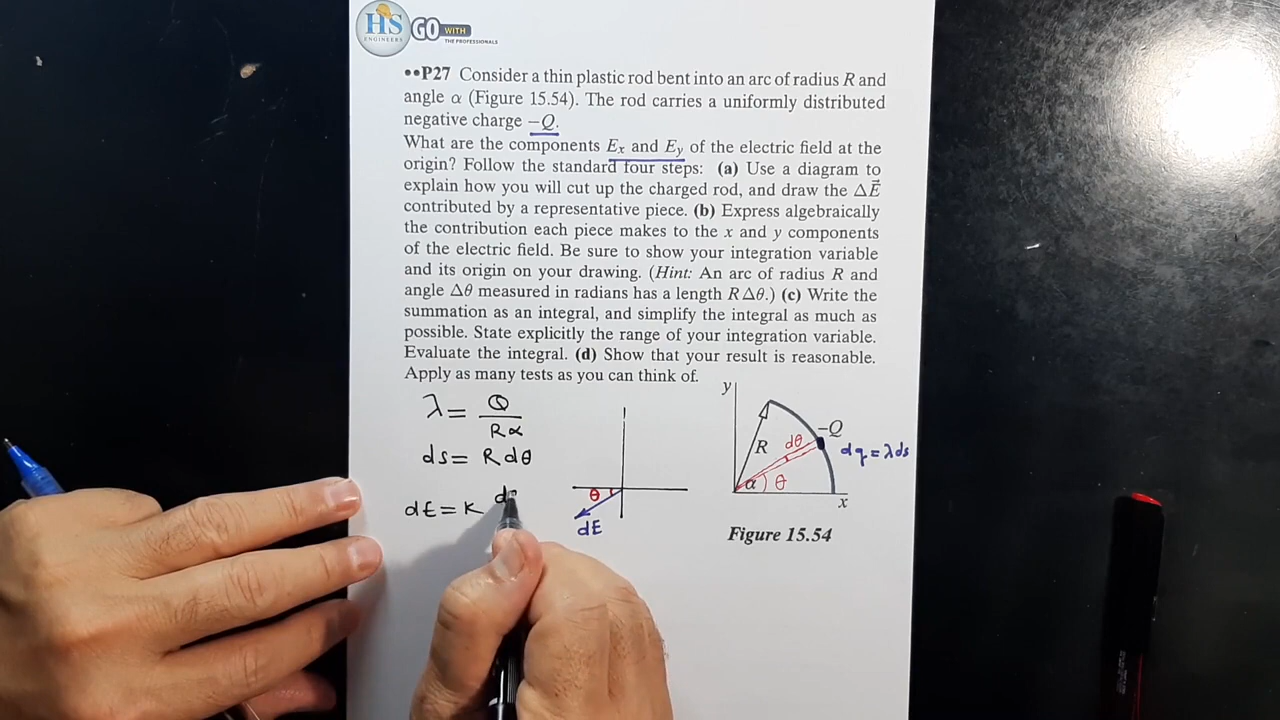 HS
ENGINEERS
GO WITH
THE PROFESSIONALS
••P27 Consider a thin plastic rod bent into an arc of radius R and
angle α (Figure 15.54). The rod carries a uniformly distributed
negative charge −Q.
What are the components Ex and Ey of the electric field at the
origin? Follow the standard four steps: (a) Use a diagram to
explain how you will cut up the charged rod, and draw the ΔE⃗
contributed by a representative piece. (b) Express algebraically
the contribution each piece makes to the x and y components
of the electric field. Be sure to show your integration variable
and its origin on your drawing. (Hint: An arc of radius R and
angle Δθ measured in radians has a length RΔθ.) (c) Write the
summation as an integral, and simplify the integral as much as
possible. State explicitly the range of your integration variable.
Evaluate the integral. (d) Show that your result is reasonable.
Apply as many tests as you can think of.
λ = Q / Rα
ds = R dθ
dE = K d
θ
dE
y
R
dθ
−Q
dq = λds
α
θ
x
Figure 15.54